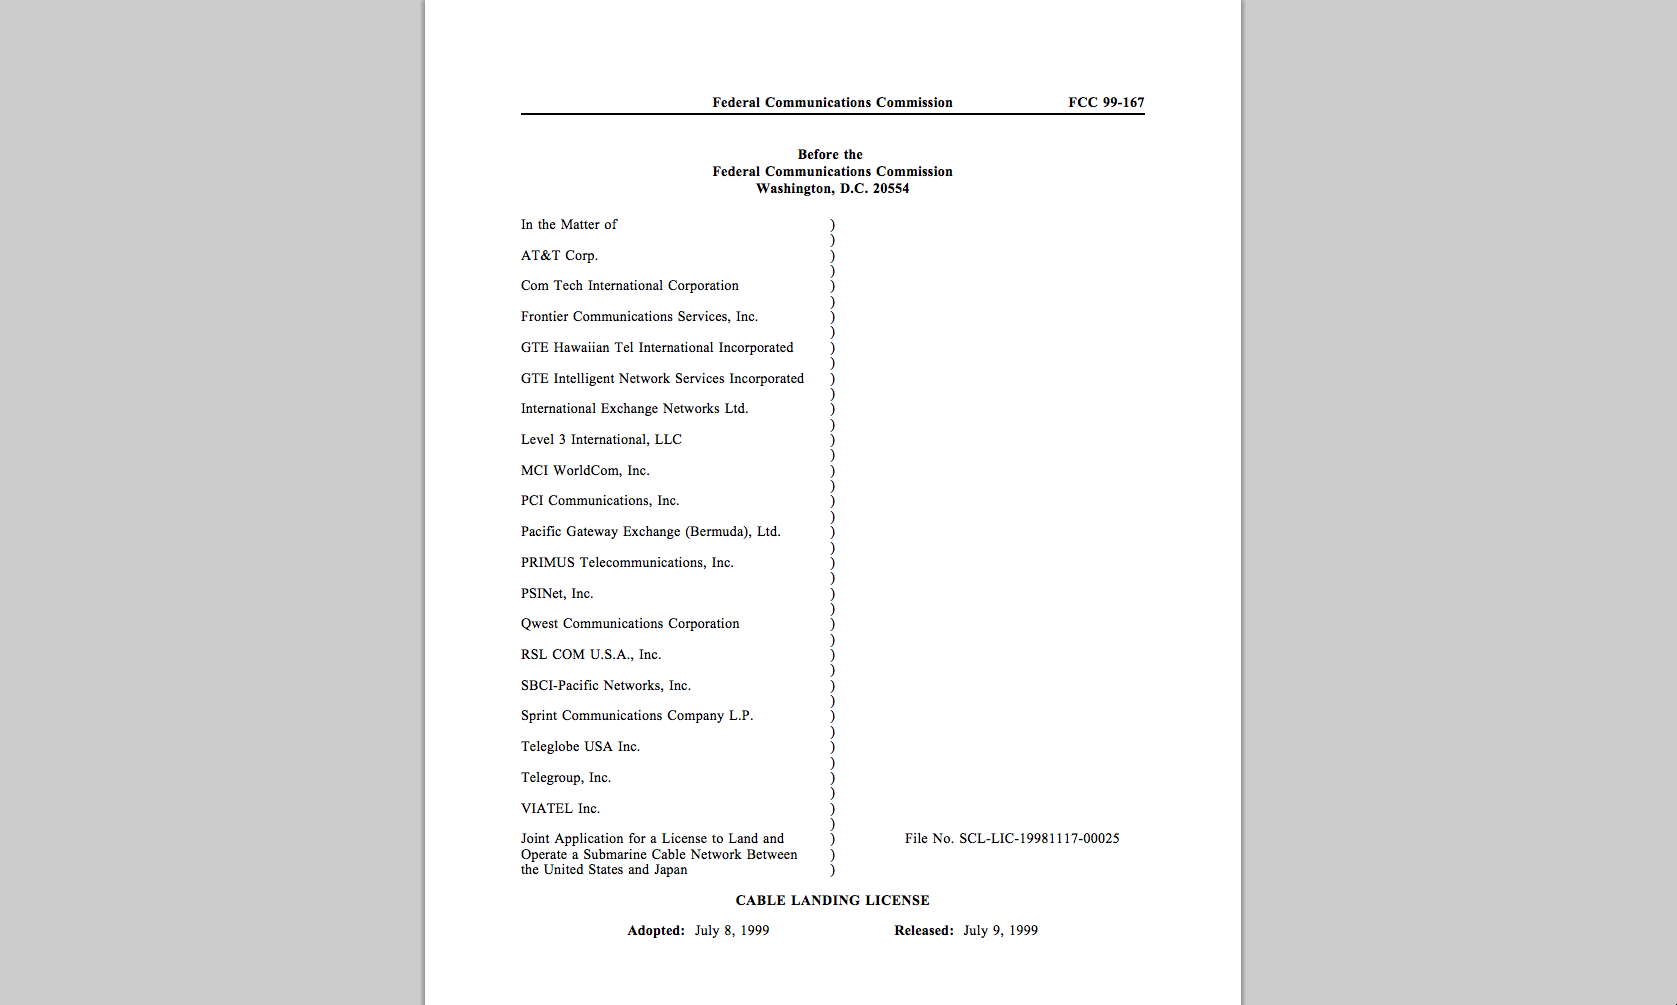 Federal Communications Commission FCC 99-167
Before the
Federal Communications Commission
Washington, D.C. 20554
In the Matter of )
)
AT&T Corp. )
)
Com Tech International Corporation )
)
Frontier Communications Services, Inc. )
)
GTE Hawaiian Tel International Incorporated )
)
GTE Intelligent Network Services Incorporated )
)
International Exchange Networks Ltd. )
)
Level 3 International, LLC )
)
MCI WorldCom, Inc. )
)
PCI Communications, Inc. )
)
Pacific Gateway Exchange (Bermuda), Ltd. )
)
PRIMUS Telecommunications, Inc. )
)
PSINet, Inc. )
)
Qwest Communications Corporation )
)
RSL COM U.S.A., Inc. )
)
SBCI-Pacific Networks, Inc. )
)
Sprint Communications Company L.P. )
)
Teleglobe USA Inc. )
)
Telegroup, Inc. )
)
VIATEL Inc. )
)
Joint Application for a License to Land and ) File No. SCL-LIC-19981117-00025
Operate a Submarine Cable Network Between )
the United States and Japan )
CABLE LANDING LICENSE
Adopted: July 8, 1999 Released: July 9, 1999